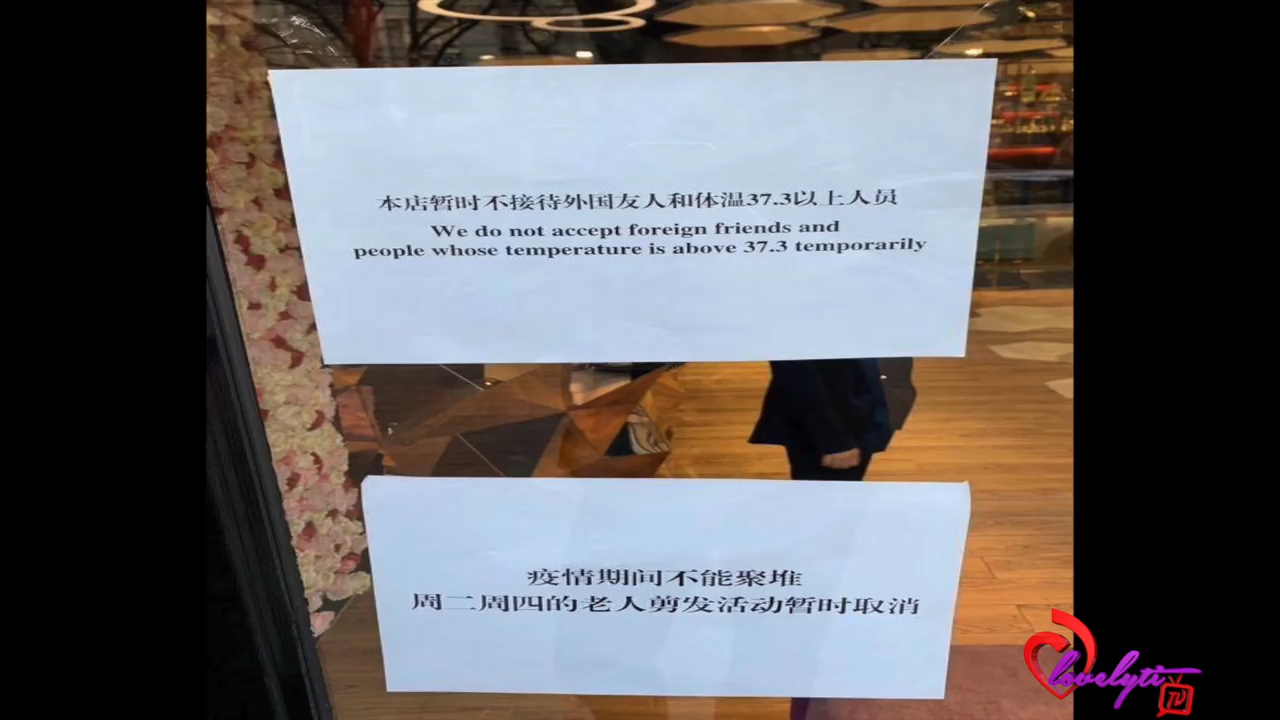 本店暂时不接待外国友人和体温37.3以上人员
We do not accept foreign friends and
people whose temperature is above 37.3 temporarily
疫情期间不能聚堆
周二周四的老人剪发活动暂时取消
lovelyti
TV